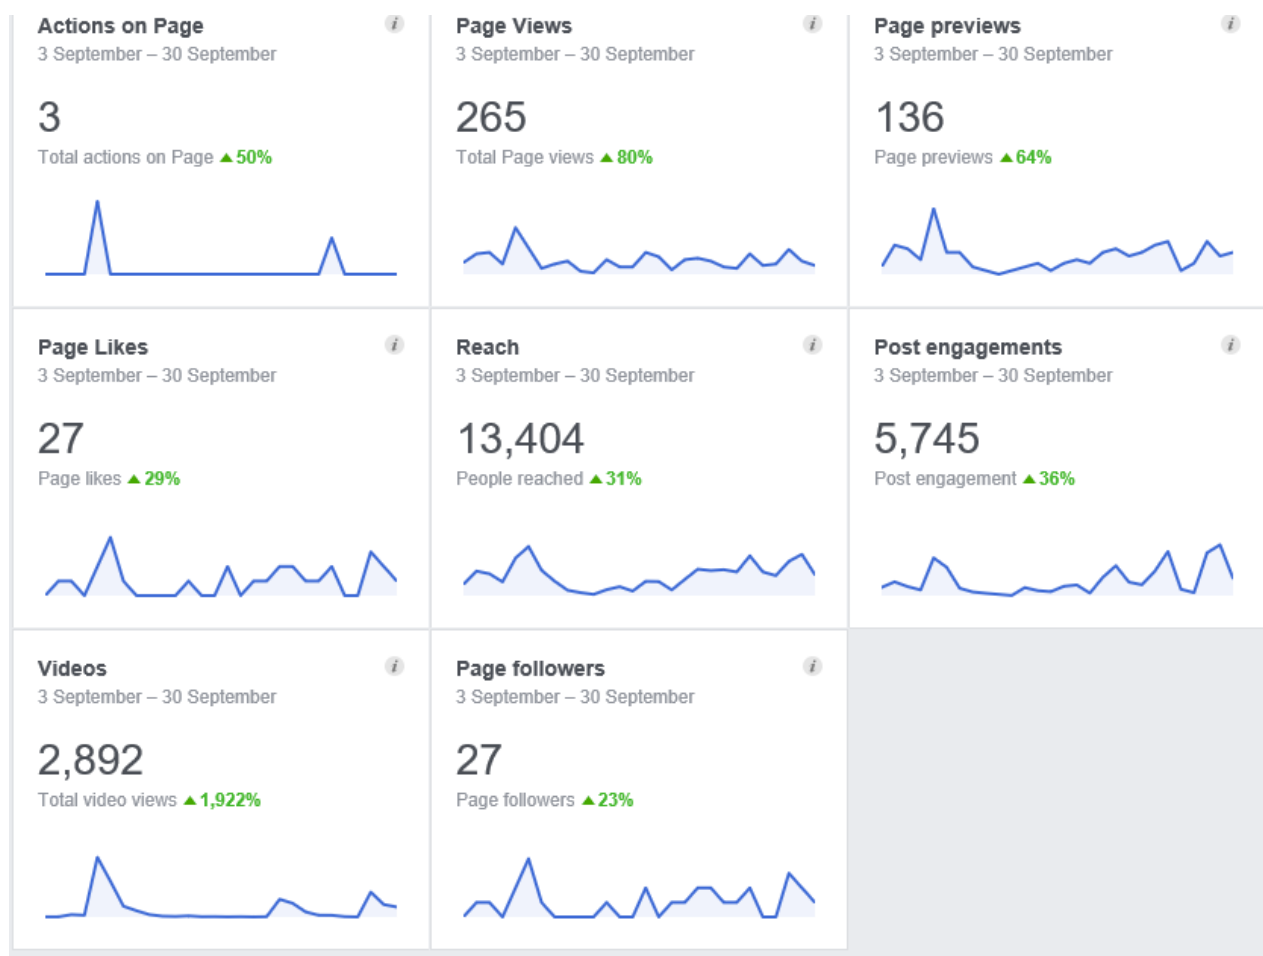 Actions on Page
3 September – 30 September
3
Total actions on Page ▲50%
Page Views
3 September – 30 September
265
Total Page views ▲80%
Page previews
3 September – 30 September
136
Page previews ▲64%
Page Likes
3 September – 30 September
27
Page likes ▲29%
Reach
3 September – 30 September
13,404
People reached ▲31%
Post engagements
3 September – 30 September
5,745
Post engagement ▲36%
Videos
3 September – 30 September
2,892
Total video views ▲1,922%
Page followers
3 September – 30 September
27
Page followers ▲23%